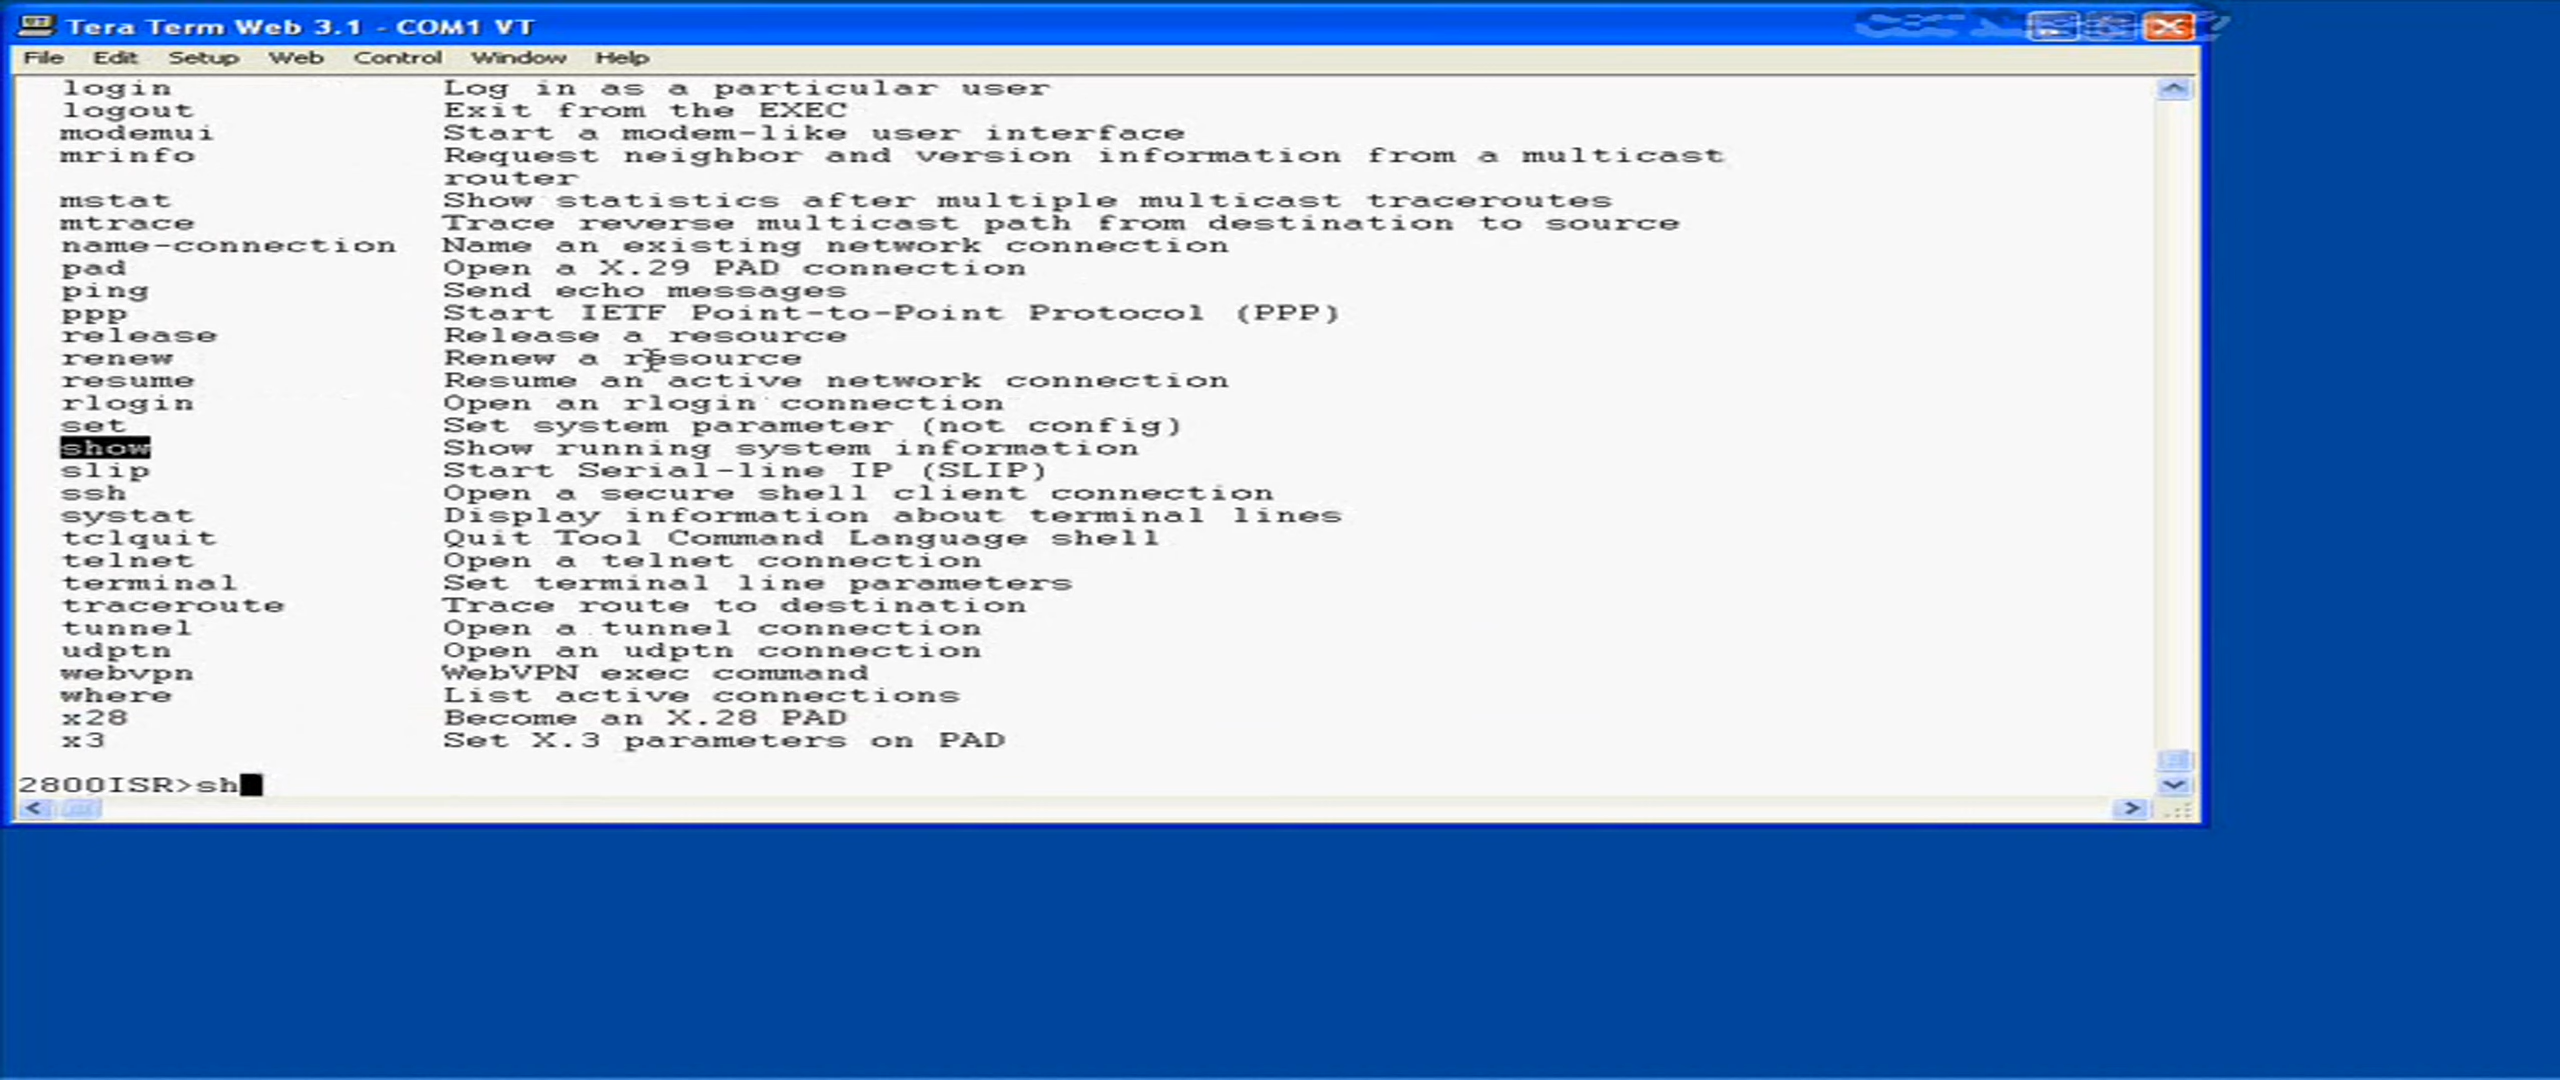 Tera Term Web 3.1 - COM1 VT
File Edit Setup Web Control Window Help
login Log in as a particular user
logout Exit from the EXEC
modemui Start a modem-like user interface
mrinfo Request neighbor and version information from a multicast
router
mstat Show statistics after multiple multicast traceroutes
mtrace Trace reverse multicast path from destination to source
name-connection Name an existing network connection
pad Open a X.29 PAD connection
ping Send echo messages
ppp Start IETF Point-to-Point Protocol (PPP)
release Release a resource
renew Renew a resource
resume Resume an active network connection
rlogin Open an rlogin connection
set Set system parameter (not config)
show Show running system information
slip Start Serial-line IP (SLIP)
ssh Open a secure shell client connection
systat Display information about terminal lines
tclquit Quit Tool Command Language shell
telnet Open a telnet connection
terminal Set terminal line parameters
traceroute Trace route to destination
tunnel Open a tunnel connection
udptn Open an udptn connection
webvpn WebVPN exec command
where List active connections
x28 Become an X.28 PAD
x3 Set X.3 parameters on PAD
2800ISR>sh